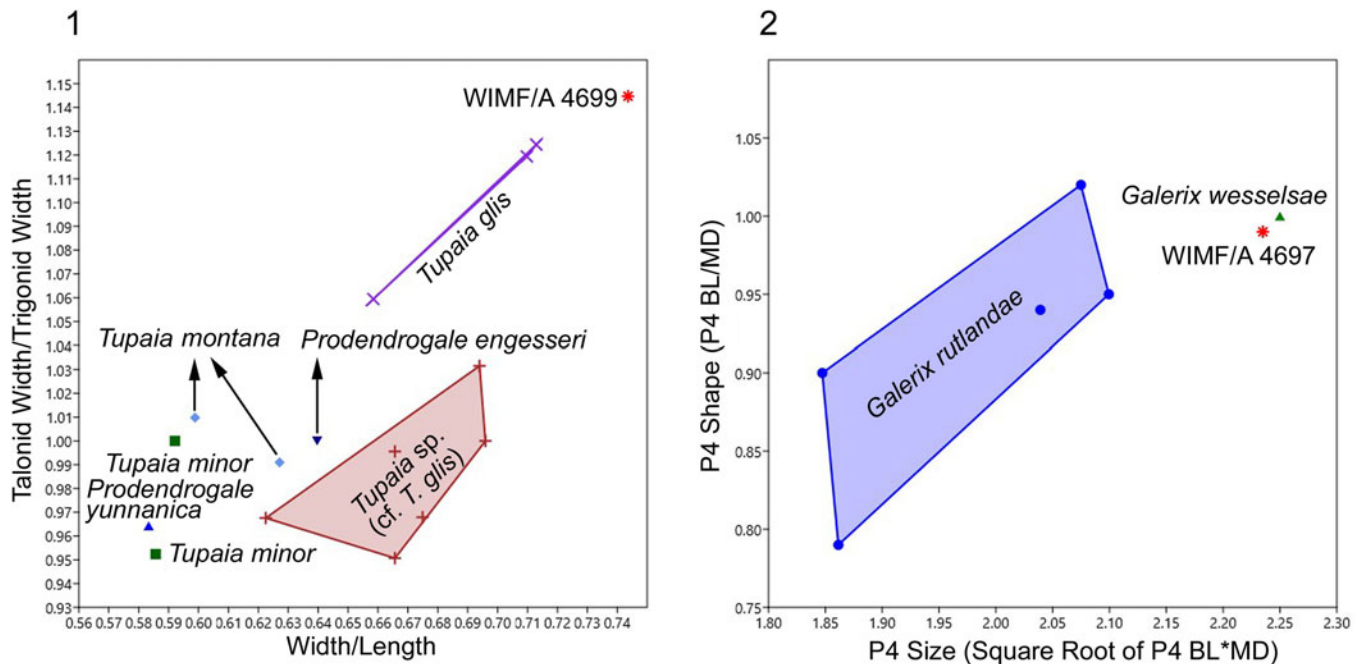 1
1.15
1.14
1.13
1.12
1.11
1.10
1.09
1.08
1.07
1.06
1.05
1.04
1.03
1.02
1.01
1.00
0.99
0.98
0.97
0.96
0.95
0.94
0.93
Talonid Width/Trigonid Width
WIMF/A 4699
Tupaia glis
Tupaia montana
Prodendrogale engesseri
Tupaia minor
Prodendrogale
yunnanica
Tupaia minor
Tupaia sp.
(cf. T. glis)
0.56 0.57 0.58 0.59 0.60 0.61 0.62 0.63 0.64 0.65 0.66 0.67 0.68 0.69 0.70 0.71 0.72 0.73 0.74
Width/Length
2
1.05
1.00
0.95
0.90
0.85
0.80
0.75
P4 Shape (P4 BL/MD)
Galerix wesselsae
WIMF/A 4697
Galerix rutlandae
1.80 1.85 1.90 1.95 2.00 2.05 2.10 2.15 2.20 2.25 2.30
P4 Size (Square Root of P4 BL*MD)